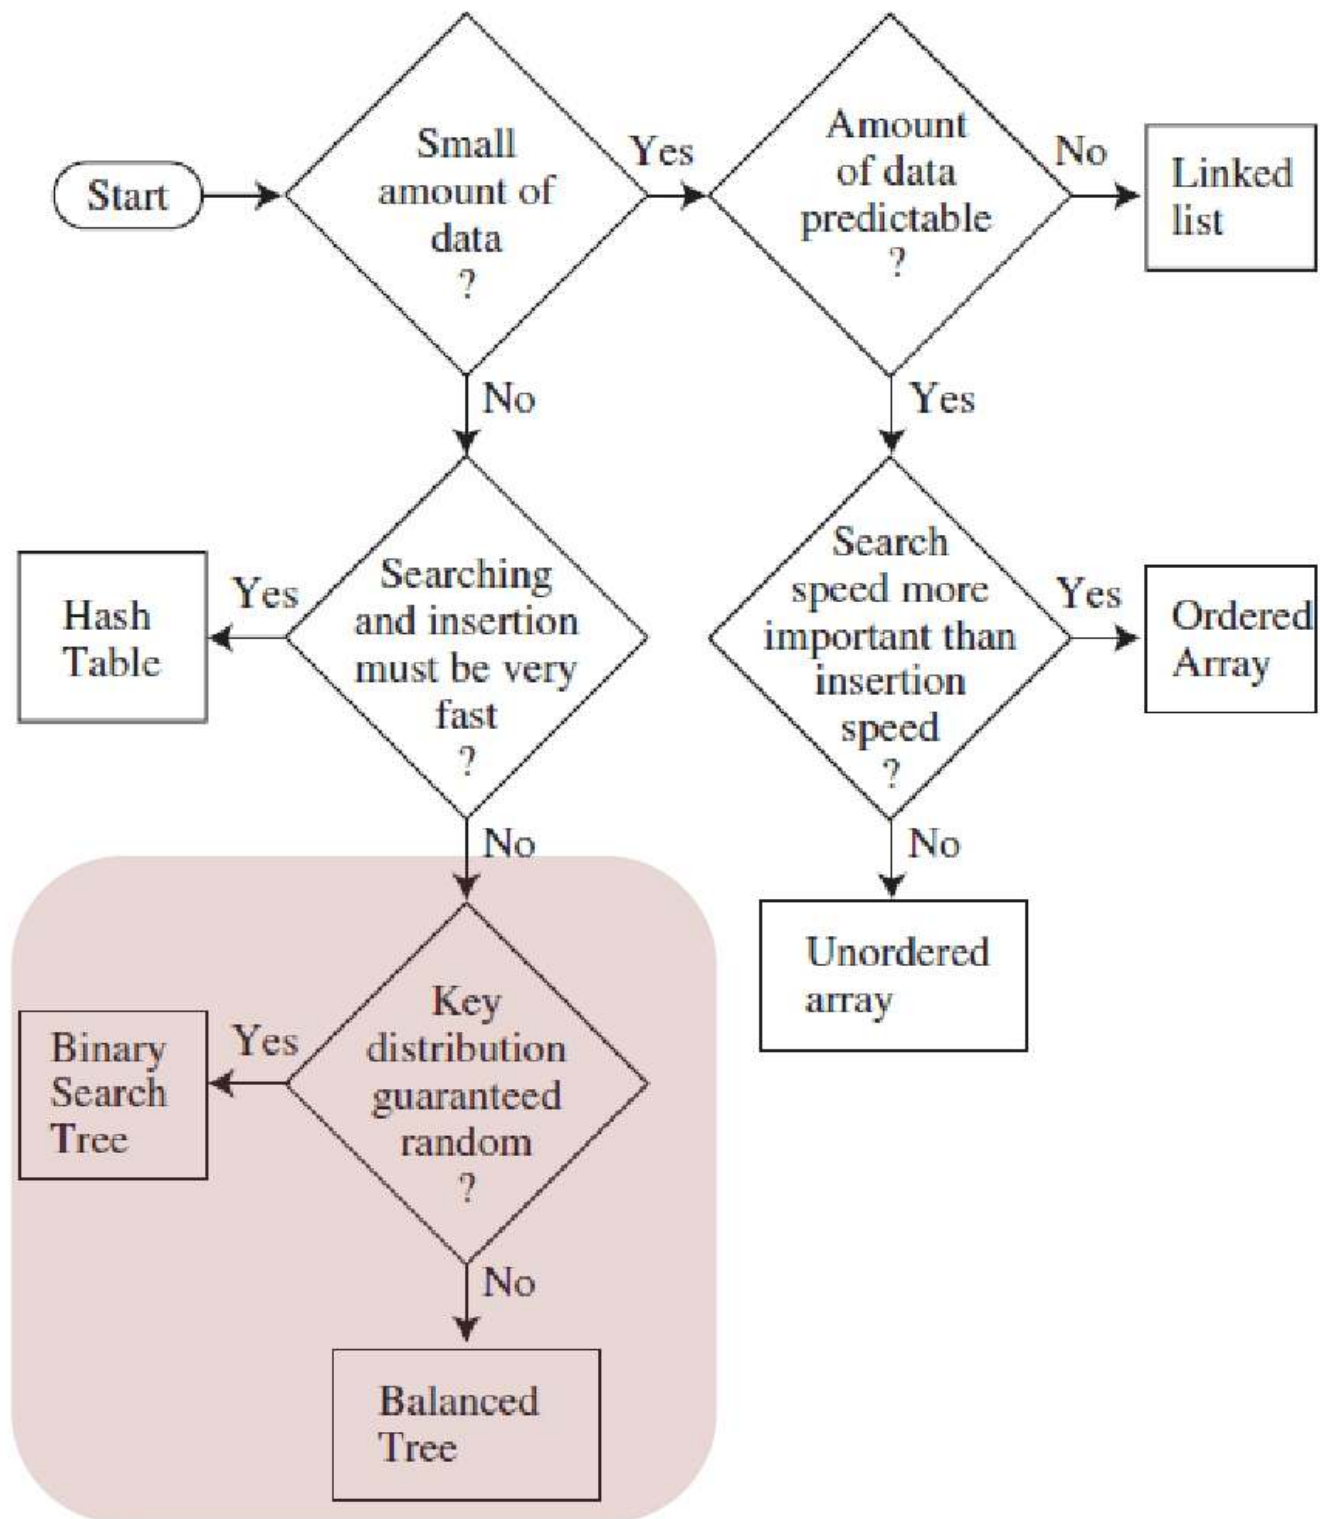 Start
Small
amount of
data
?
Yes
Amount
of data
predictable
?
No
Linked
list
No
Yes
Hash
Table
Yes
Searching
and insertion
must be very
fast
?
Search
speed more
important than
insertion
speed
?
Yes
Ordered
Array
No
No
Unordered
array
Binary
Search
Tree
Yes
Key
distribution
guaranteed
random
?
No
Balanced
Tree